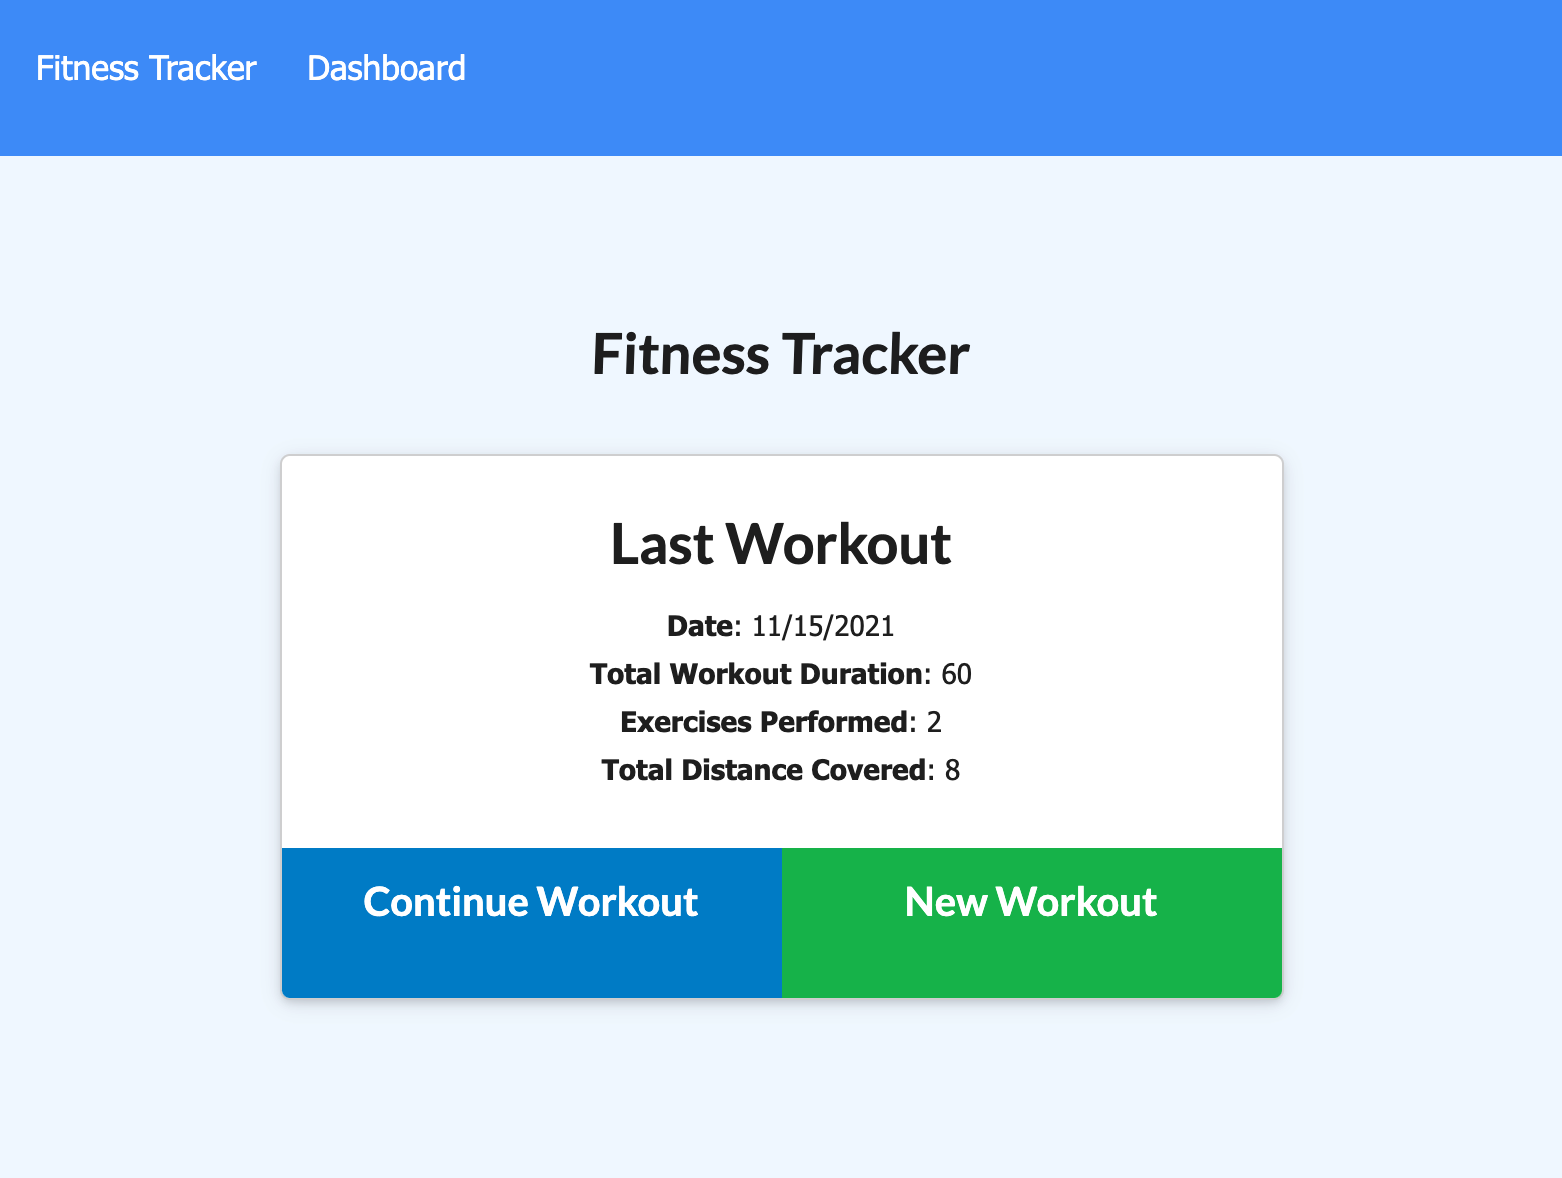 Fitness Tracker Dashboard
Fitness Tracker
Last Workout
Date: 11/15/2021
Total Workout Duration: 60
Exercises Performed: 2
Total Distance Covered: 8
Continue Workout New Workout